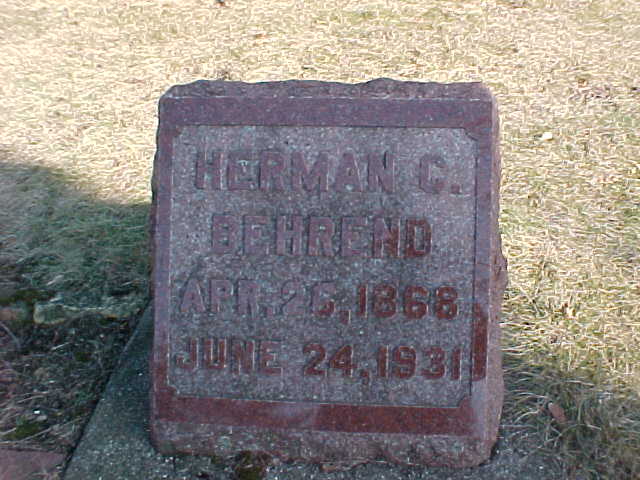 HERMAN C.
BEHREND
APR. 26, 1868
JUNE 24, 1931